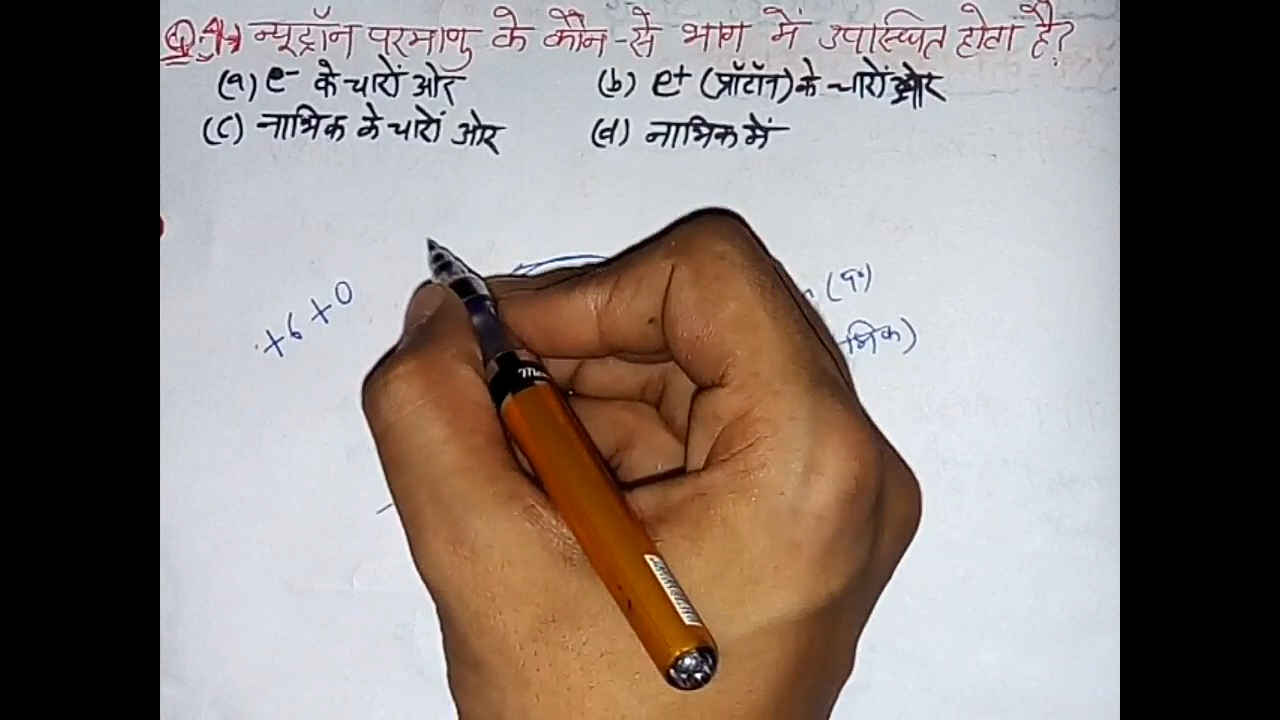 Q.4→ न्यूट्रॉन परमाणु के कौन-से भाग में उपस्थित होता है?
(a) e- के चारों ओर (b) e+ (प्रॉटॉन) के चारों ओर
(c) नाभिक के चारों ओर (d) नाभिक में
+6+0